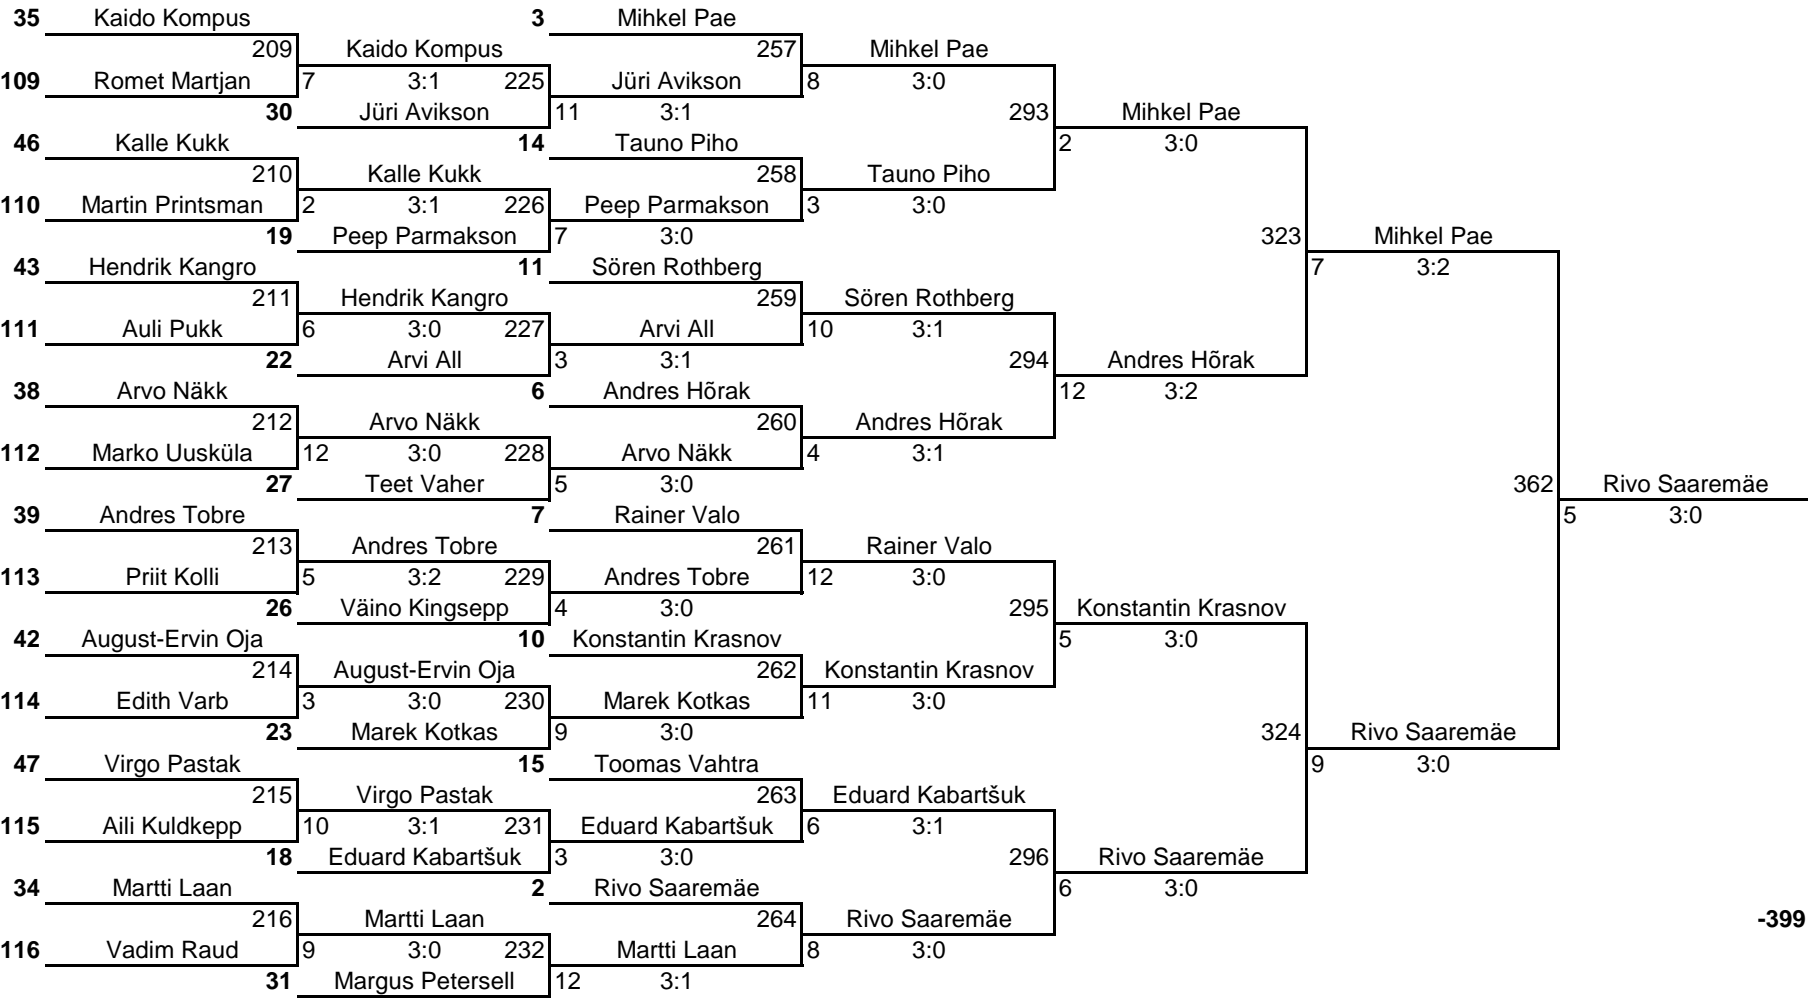 35 Kaido Kompus 3 Mihkel Pae
209 Kaido Kompus 257 Mihkel Pae
109 Romet Martjan 7 3:1 225 Jüri Avikson 8 3:0
30 Jüri Avikson 11 3:1 293 Mihkel Pae
46 Kalle Kukk 14 Tauno Piho 2 3:0
210 Kalle Kukk 258 Tauno Piho
110 Martin Printsman 2 3:1 226 Peep Parmakson 3 3:0
19 Peep Parmakson 7 3:0 323 Mihkel Pae
43 Hendrik Kangro 11 Sören Rothberg 7 3:2
211 Hendrik Kangro 259 Sören Rothberg
111 Auli Pukk 6 3:0 227 Arvi All 10 3:1
22 Arvi All 3 3:1 294 Andres Hõrak
38 Arvo Näkk 6 Andres Hõrak 12 3:2
212 Arvo Näkk 260 Andres Hõrak
112 Marko Uusküla 12 3:0 228 Arvo Näkk 4 3:1
27 Teet Vaher 5 3:0 362 Rivo Saaremäe
39 Andres Tobre 7 Rainer Valo 5 3:0
213 Andres Tobre 261 Rainer Valo
113 Priit Kolli 5 3:2 229 Andres Tobre 12 3:0
26 Väino Kingsepp 4 3:0 295 Konstantin Krasnov
42 August-Ervin Oja 10 Konstantin Krasnov 5 3:0
214 August-Ervin Oja 262 Konstantin Krasnov
114 Edith Varb 3 3:0 230 Marek Kotkas 11 3:0
23 Marek Kotkas 9 3:0 324 Rivo Saaremäe
47 Virgo Pastak 15 Toomas Vahtra 9 3:0
215 Virgo Pastak 263 Eduard Kabartšuk
115 Aili Kuldkepp 10 3:1 231 Eduard Kabartšuk 6 3:1
18 Eduard Kabartšuk 3 3:0 296 Rivo Saaremäe
34 Martti Laan 2 Rivo Saaremäe 6 3:0
216 Martti Laan 264 Rivo Saaremäe -399
116 Vadim Raud 9 3:0 232 Martti Laan 8 3:0
31 Margus Petersell 12 3:1